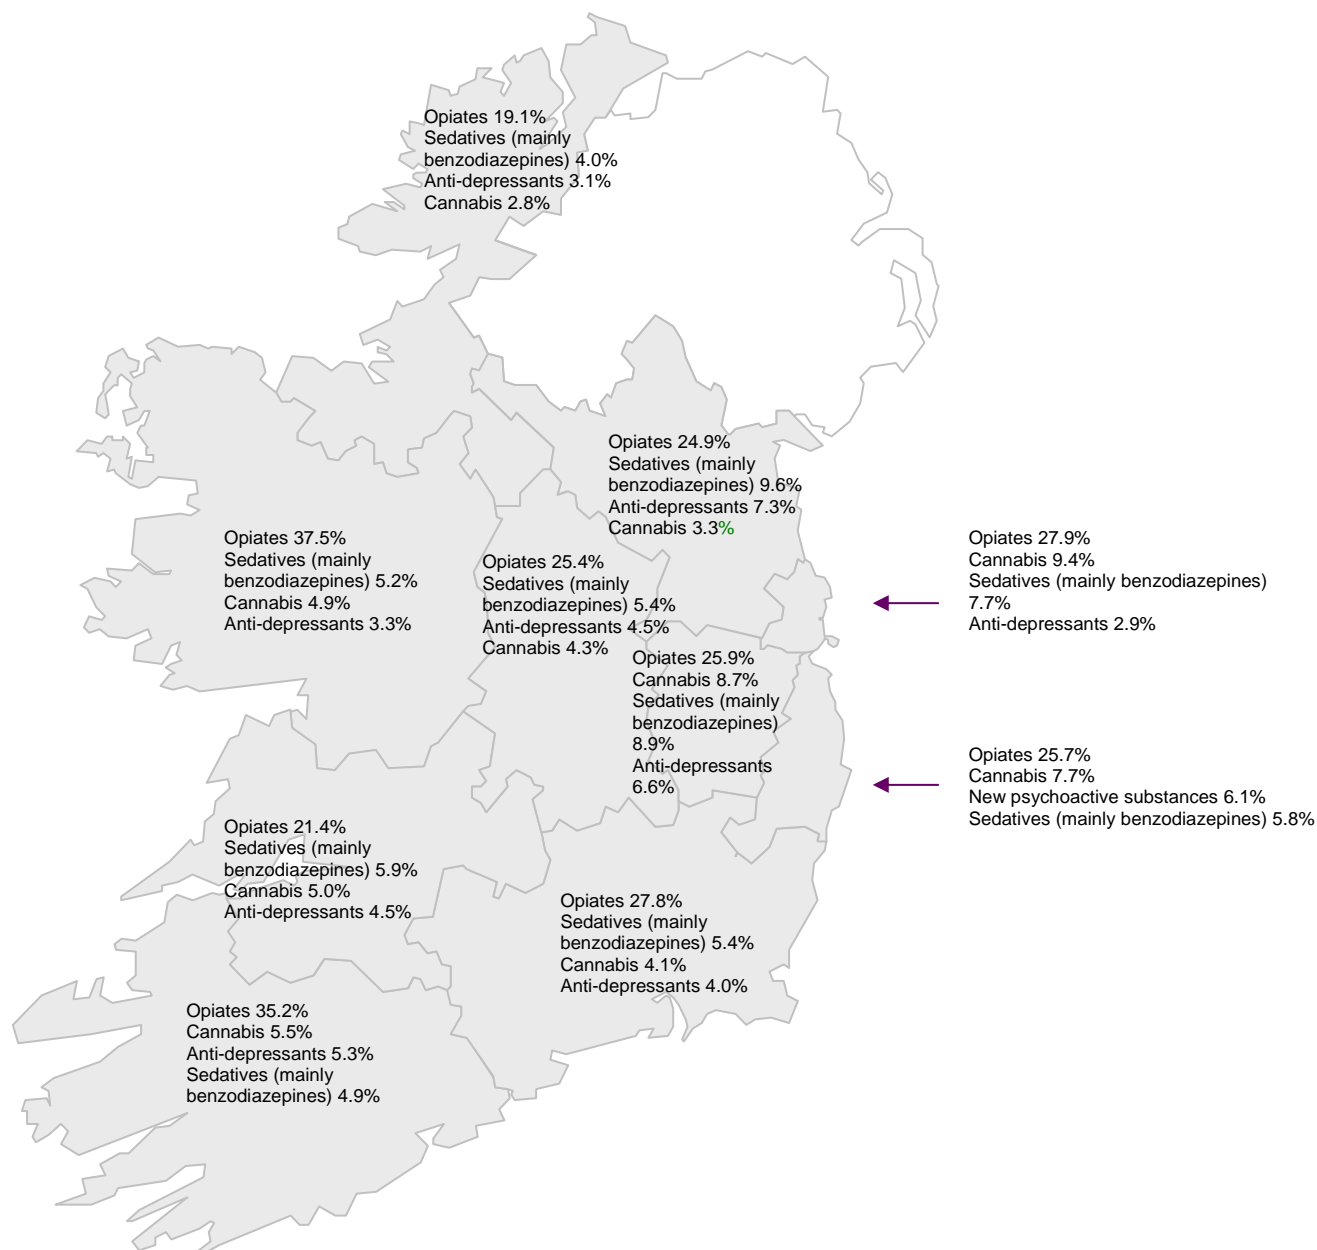 Opiates 19.1%
Sedatives (mainly
benzodiazepines) 4.0%
Anti-depressants 3.1%
Cannabis 2.8%
Opiates 24.9%
Sedatives (mainly
benzodiazepines) 9.6%
Anti-depressants 7.3%
Cannabis 3.3%
Opiates 37.5%
Sedatives (mainly
benzodiazepines) 5.2%
Cannabis 4.9%
Anti-depressants 3.3%
Opiates 25.4%
Sedatives (mainly
benzodiazepines) 5.4%
Anti-depressants 4.5%
Cannabis 4.3%
Opiates 27.9%
Cannabis 9.4%
Sedatives (mainly benzodiazepines)
7.7%
Anti-depressants 2.9%
Opiates 25.9%
Cannabis 8.7%
Sedatives (mainly
benzodiazepines)
8.9%
Anti-depressants
6.6%
Opiates 25.7%
Cannabis 7.7%
New psychoactive substances 6.1%
Sedatives (mainly benzodiazepines) 5.8%
Opiates 21.4%
Sedatives (mainly
benzodiazepines) 5.9%
Cannabis 5.0%
Anti-depressants 4.5%
Opiates 27.8%
Sedatives (mainly
benzodiazepines) 5.4%
Cannabis 4.1%
Anti-depressants 4.0%
Opiates 35.2%
Cannabis 5.5%
Anti-depressants 5.3%
Sedatives (mainly
benzodiazepines) 4.9%